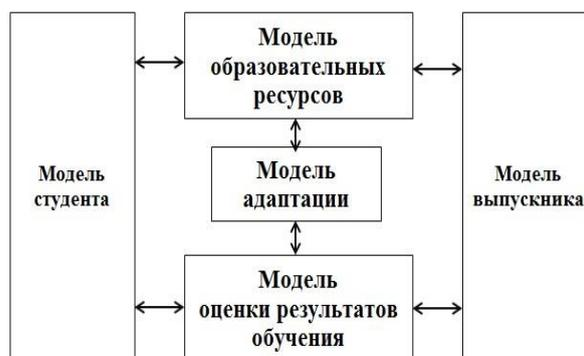 Модель
образовательных
ресурсов
Модель
студента
Модель
адаптации
Модель
выпускника
Модель
оценки результатов
обучения